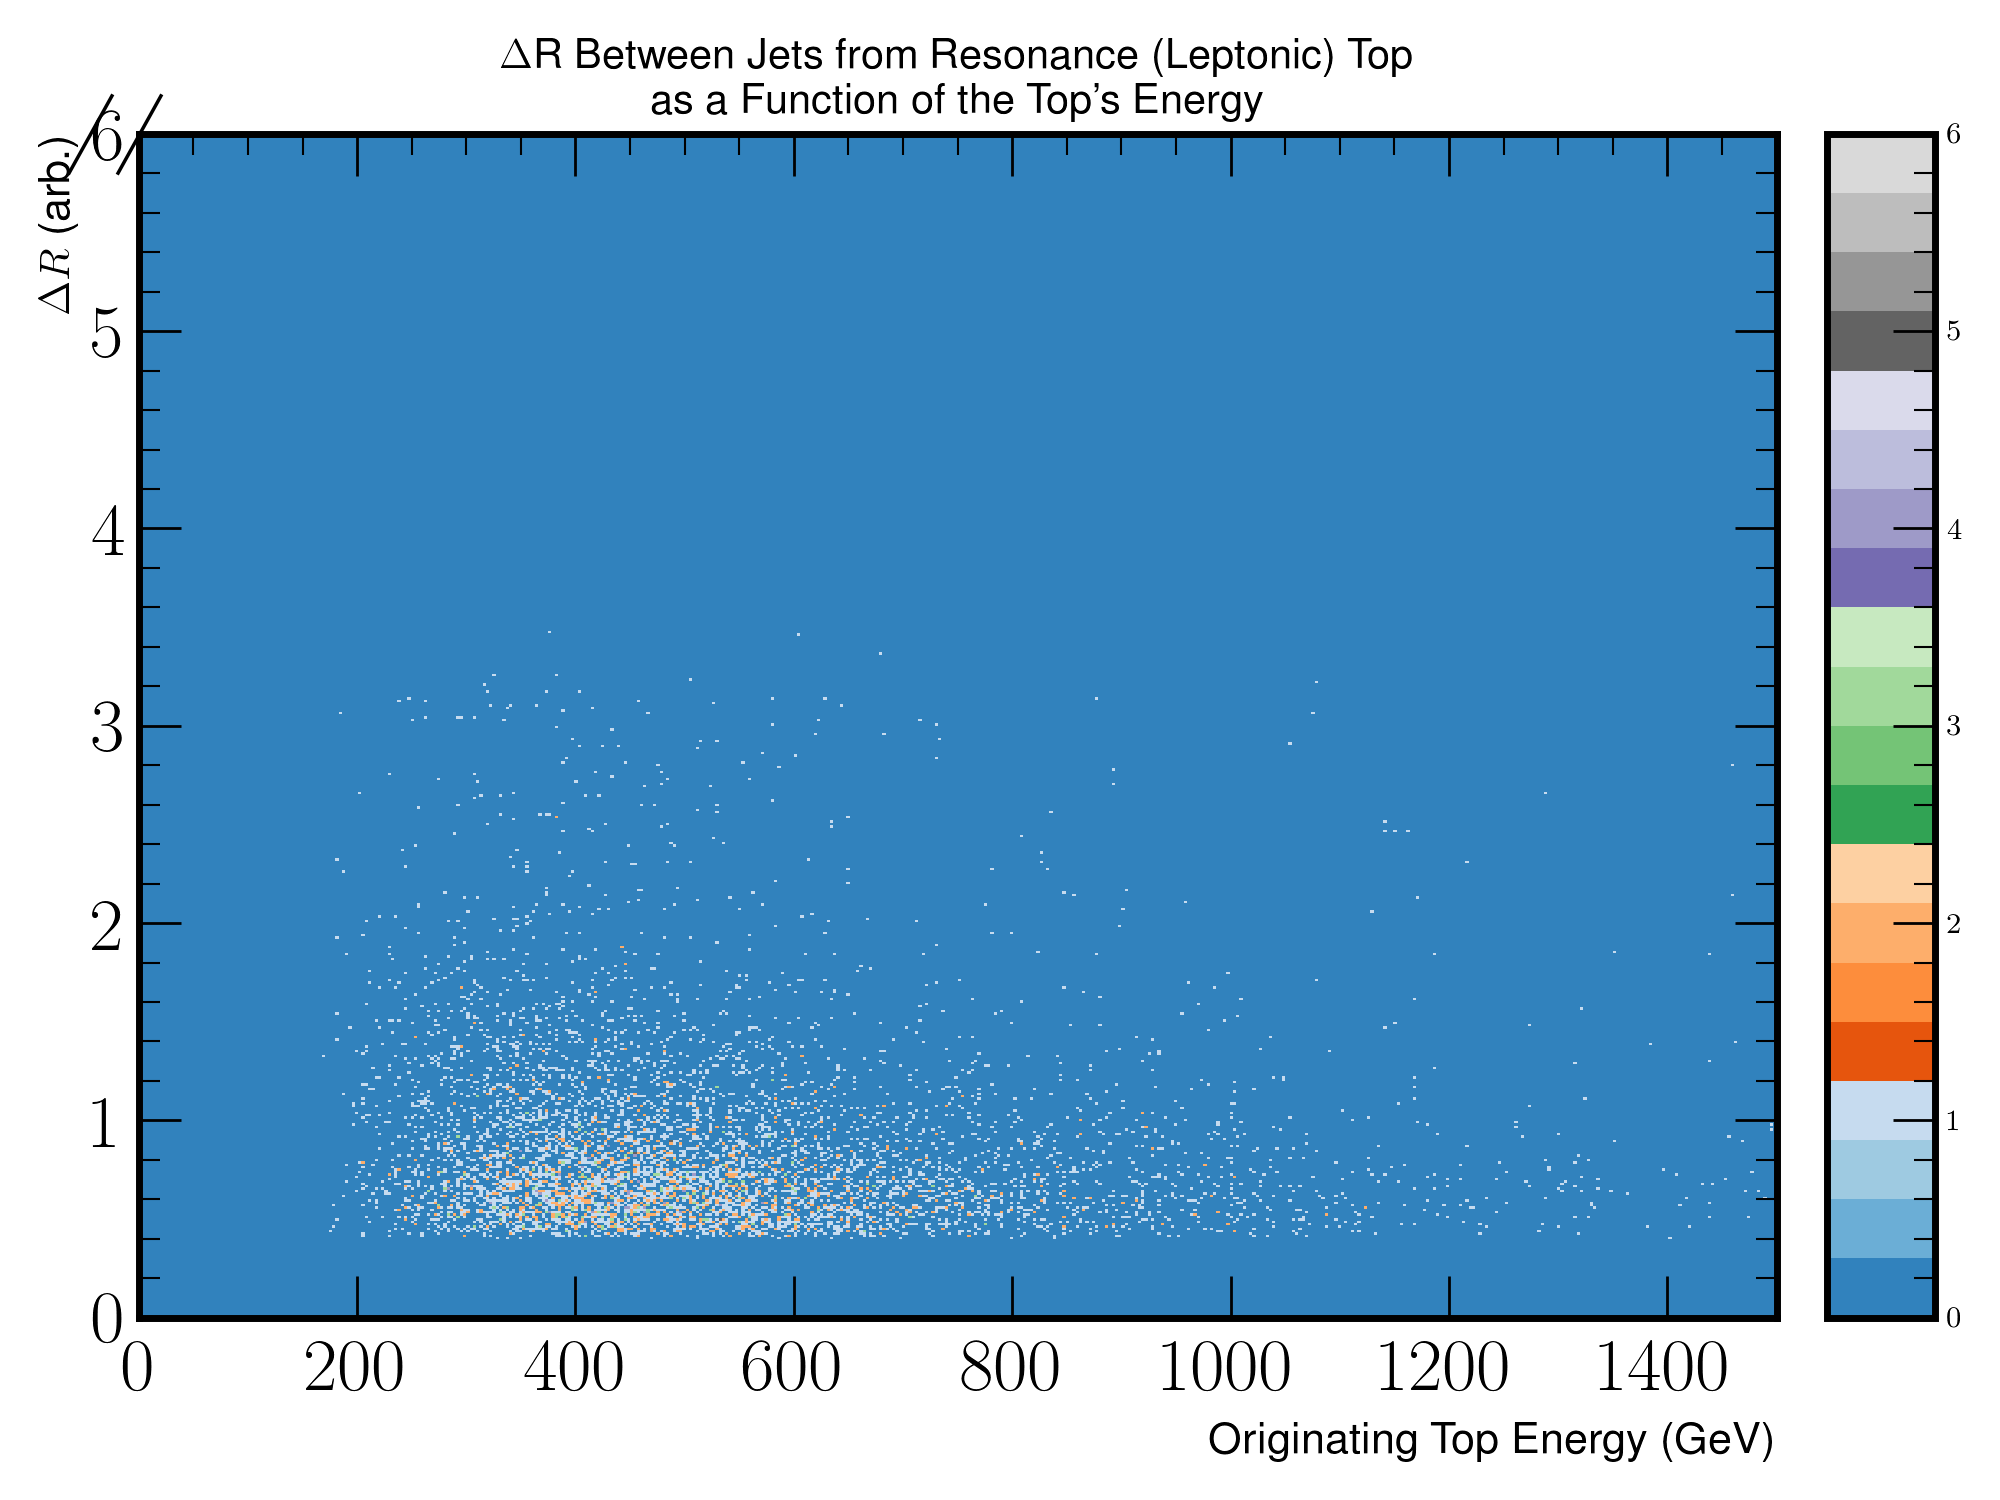 ΔR Between Jets from Resonance (Leptonic) Top
as a Function of the Top's Energy
ΔR (arb.)
6
5
4
3
2
1
0
0 200 400 600 800 1000 1200 1400
Originating Top Energy (GeV)
6
5
4
3
2
1
0